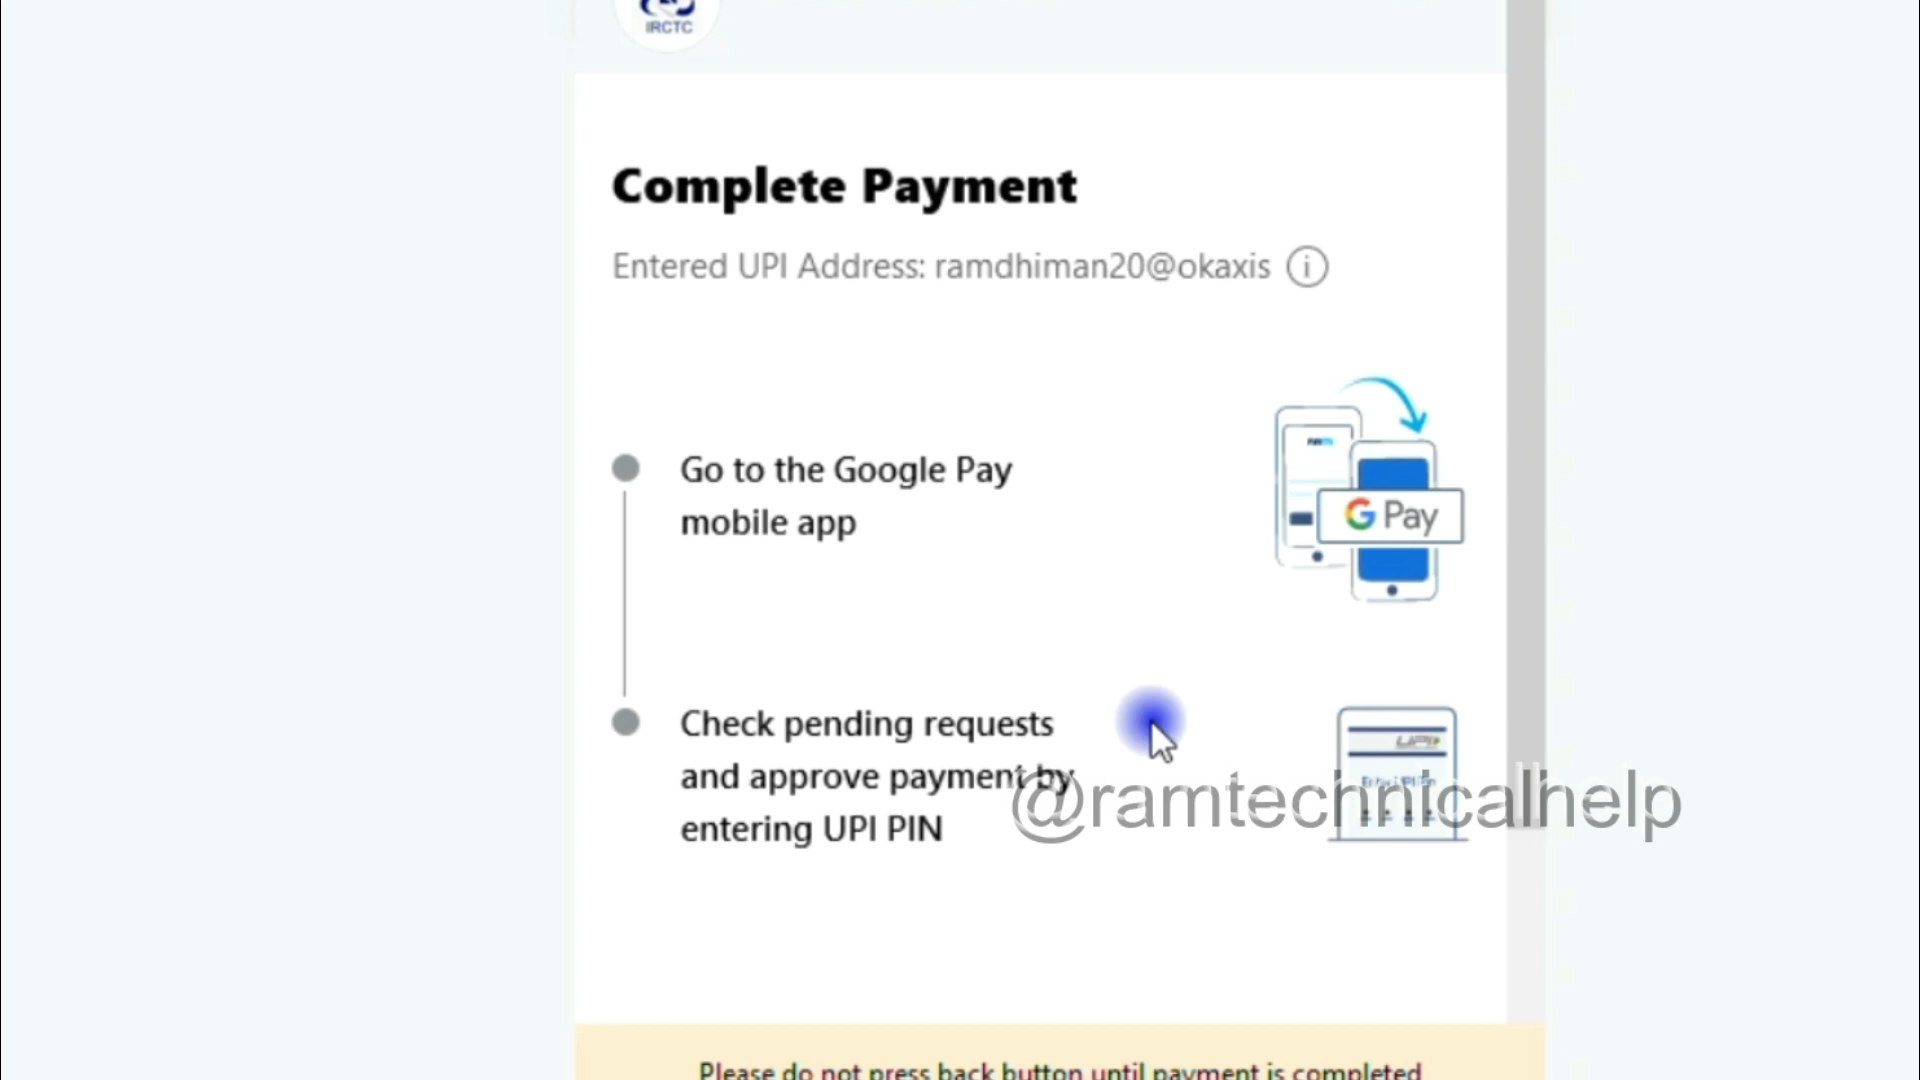 IRCTC
Complete Payment
Entered UPI Address: ramdhiman20@okaxis
Go to the Google Pay
mobile app
G Pay
Check pending requests
and approve payment by
entering UPI PIN
UPI
@ramtechnicalhelp
Please do not press back button until payment is completed